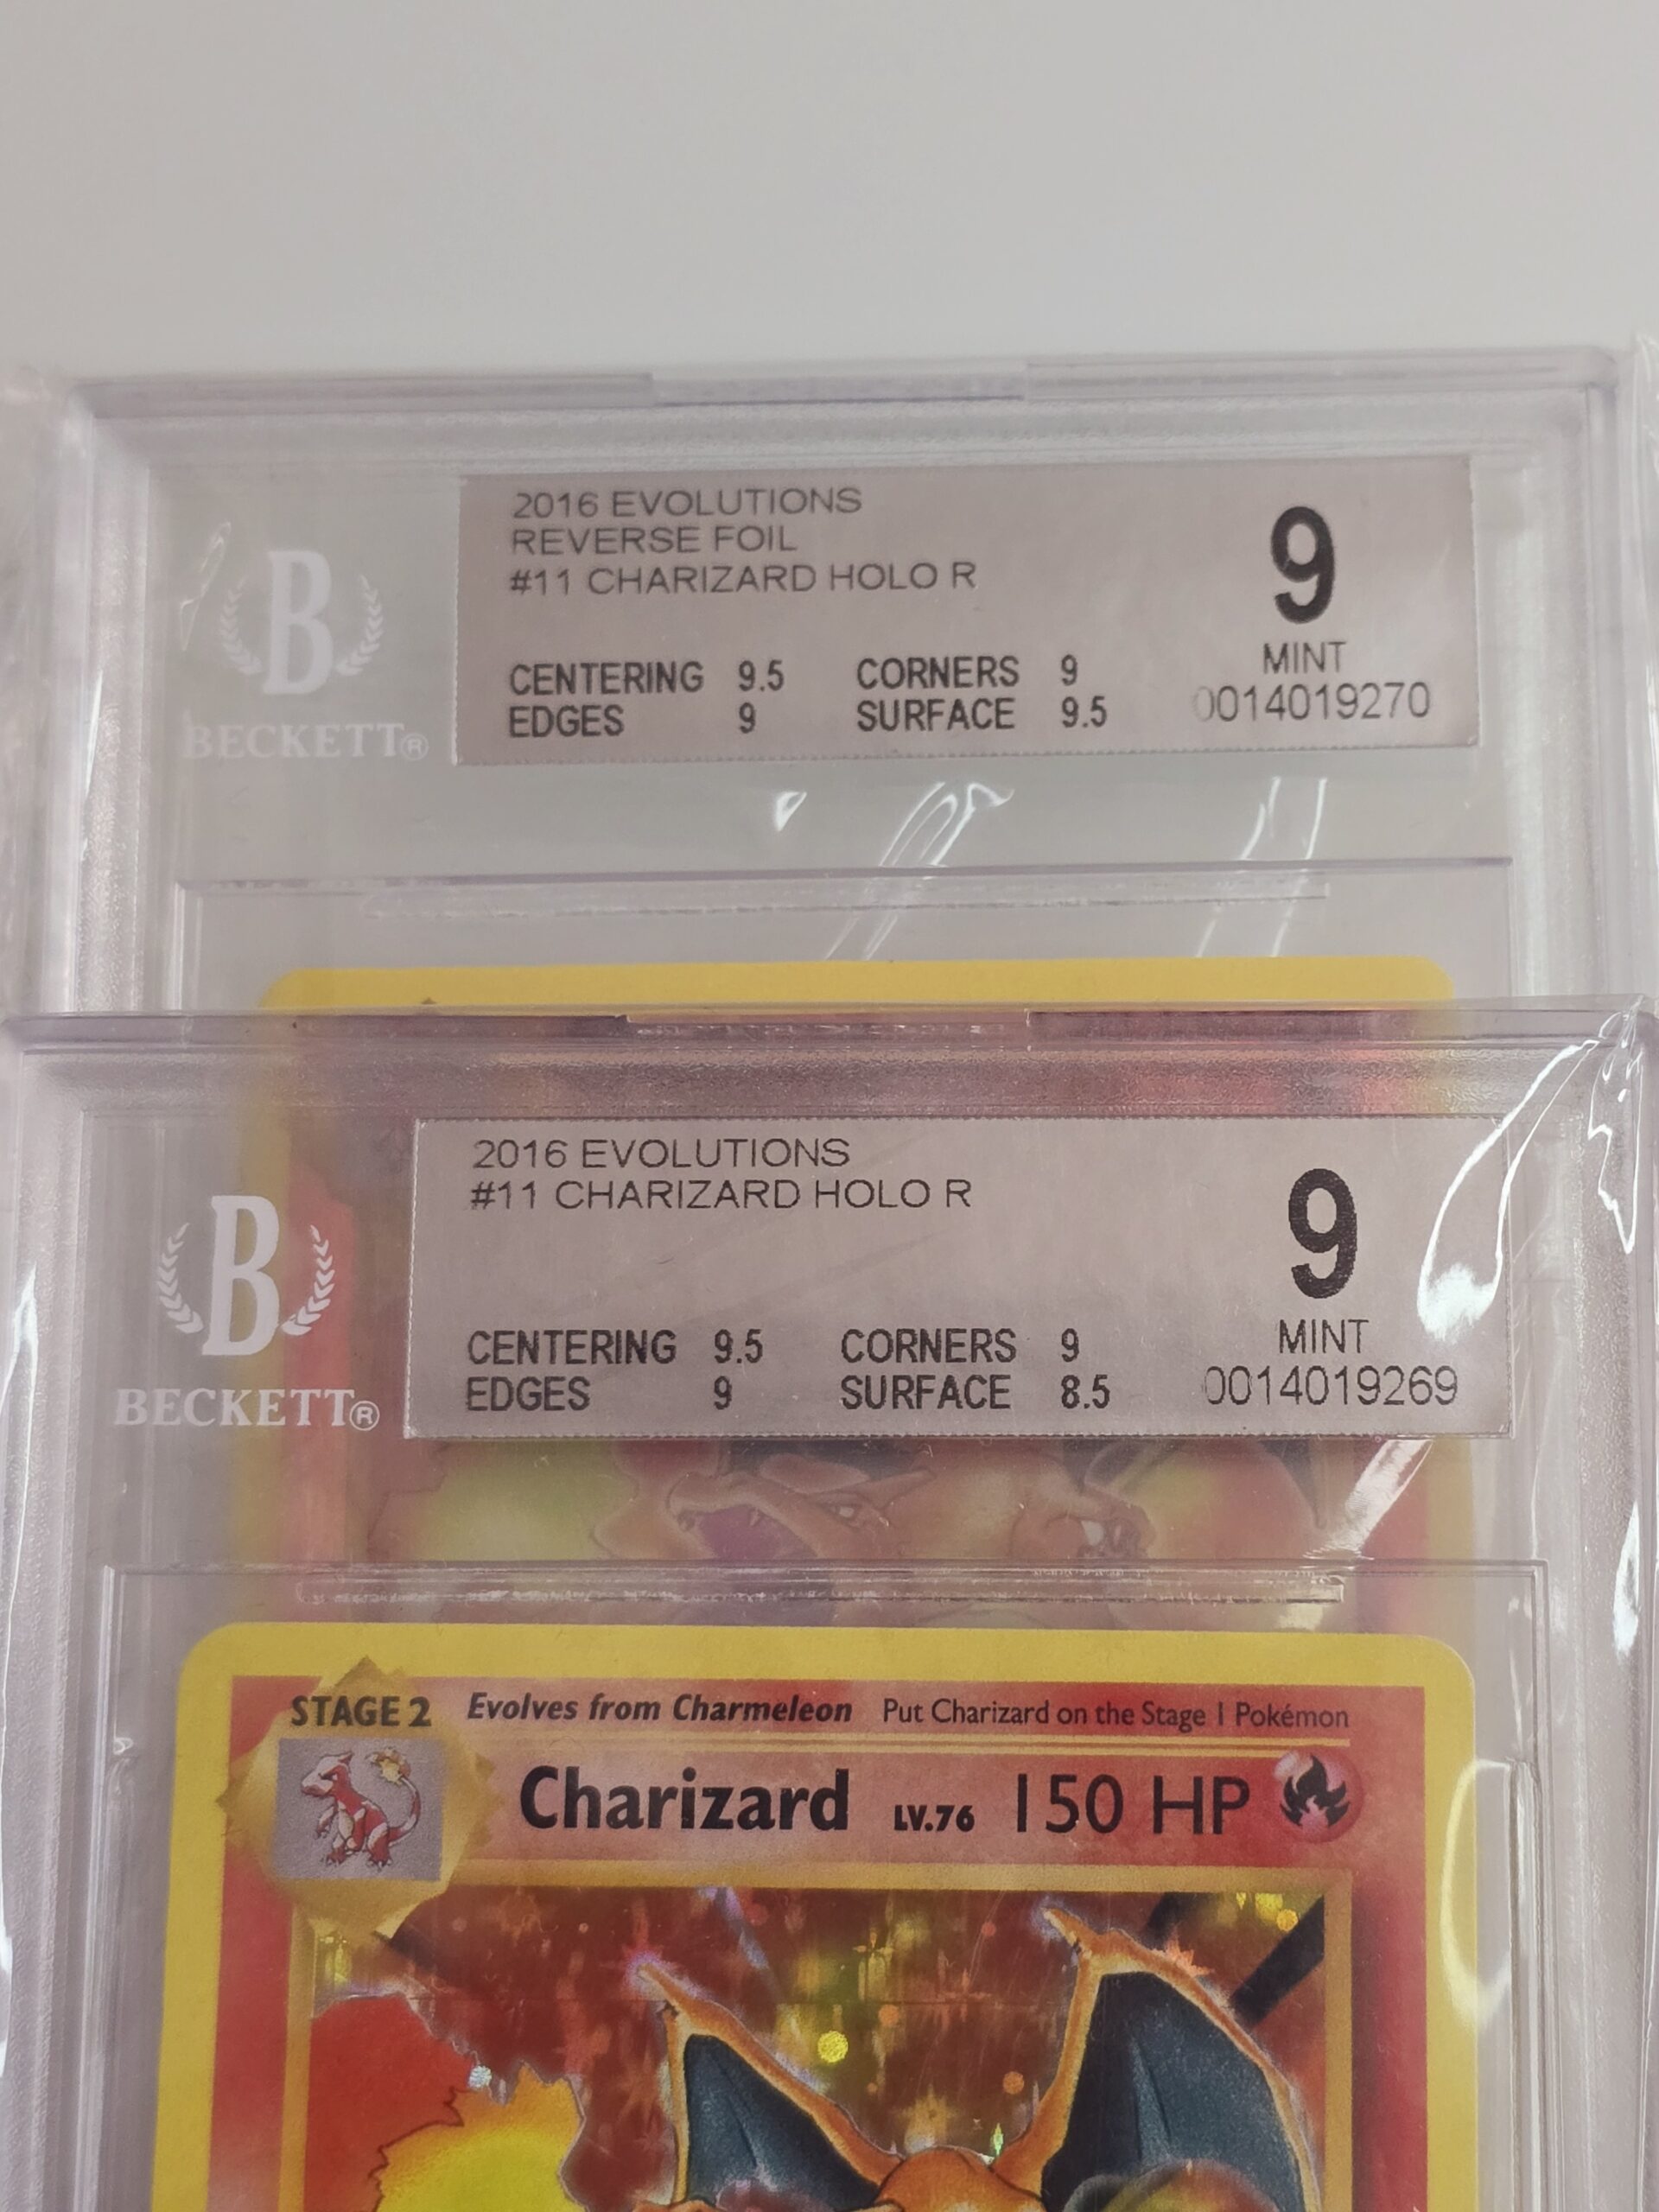 2016 EVOLUTIONS
REVERSE FOIL
#11 CHARIZARD HOLO R
9
MINT
CENTERING 9.5 CORNERS 9
EDGES 9 SURFACE 9.5
0014019270
B
BECKETT®
2016 EVOLUTIONS
#11 CHARIZARD HOLO R
9
MINT
CENTERING 9.5 CORNERS 9
EDGES 9 SURFACE 8.5
0014019269
B
BECKETT®
STAGE 2 Evolves from Charmeleon Put Charizard on the Stage 1 Pokémon
Charizard LV.76 150 HP